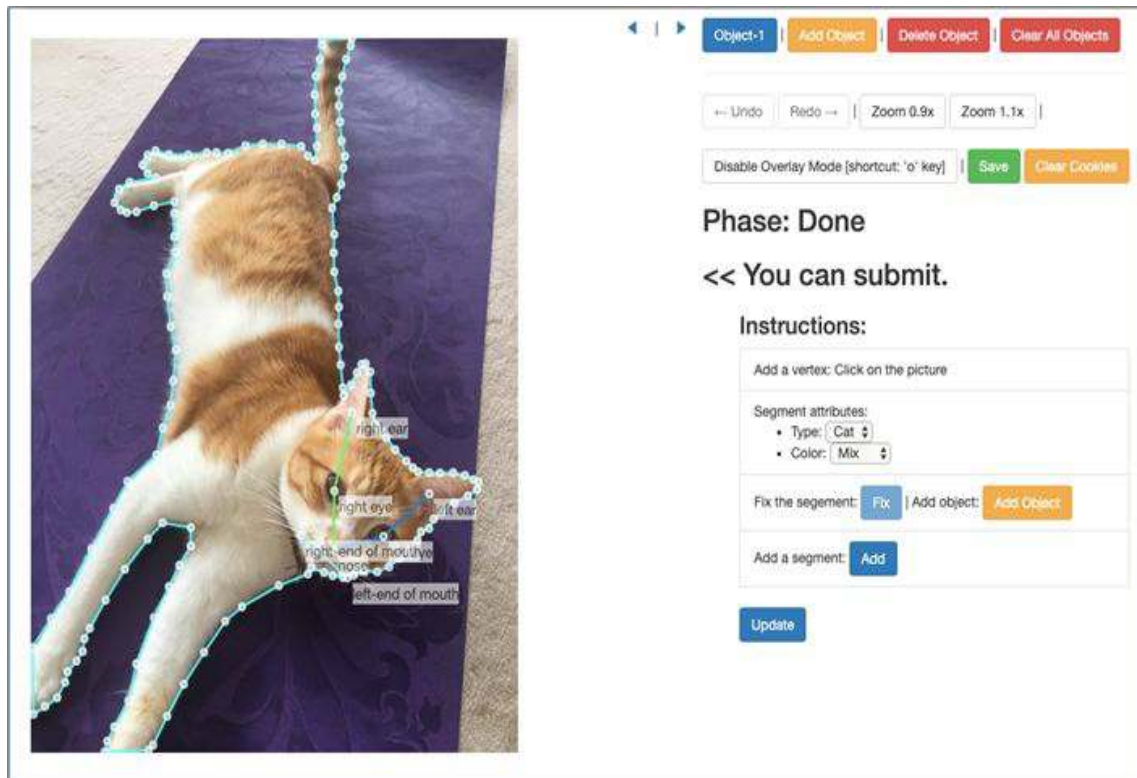 Object-1 | Add Object | Delete Object | Clear All Objects
← Undo Redo → | Zoom 0.9x Zoom 1.1x |
Disable Overlay Mode [shortcut: 'o' key] | Save Clear Cookies
Phase: Done
<< You can submit.
Instructions:
Add a vertex: Click on the picture
Segment attributes:
• Type: Cat
• Color: Mix
Fix the segement: Fix | Add object: Add Object
Add a segment: Add
Update
right ear
right eye
left ear
right-end of mouth
nose
left-end of mouth